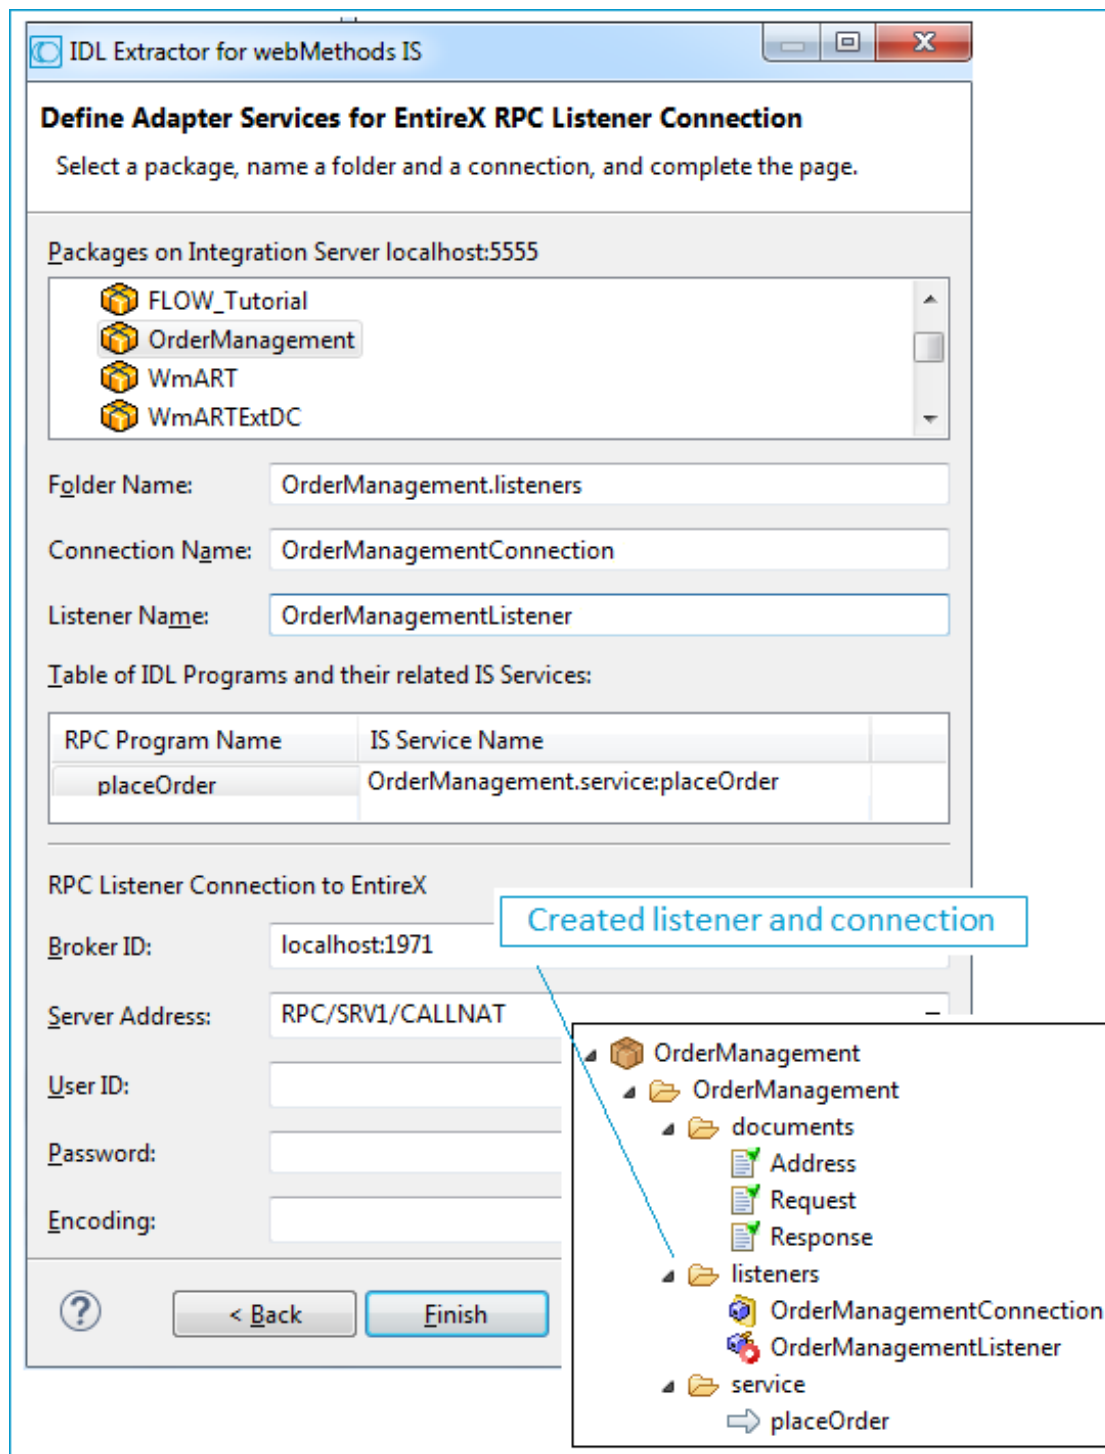 IDL Extractor for webMethods IS
Define Adapter Services for EntireX RPC Listener Connection
Select a package, name a folder and a connection, and complete the page.
Packages on Integration Server localhost:5555
FLOW_Tutorial
OrderManagement
WmART
WmARTExtDC
Folder Name: OrderManagement.listeners
Connection Name: OrderManagementConnection
Listener Name: OrderManagementListener
Table of IDL Programs and their related IS Services:
RPC Program Name IS Service Name
placeOrder OrderManagement.service:placeOrder
RPC Listener Connection to EntireX
Created listener and connection
Broker ID: localhost:1971
Server Address: RPC/SRV1/CALLNAT
User ID:
Password:
Encoding:
< Back Finish
OrderManagement
OrderManagement
documents
Address
Request
Response
listeners
OrderManagementConnection
OrderManagementListener
service
placeOrder